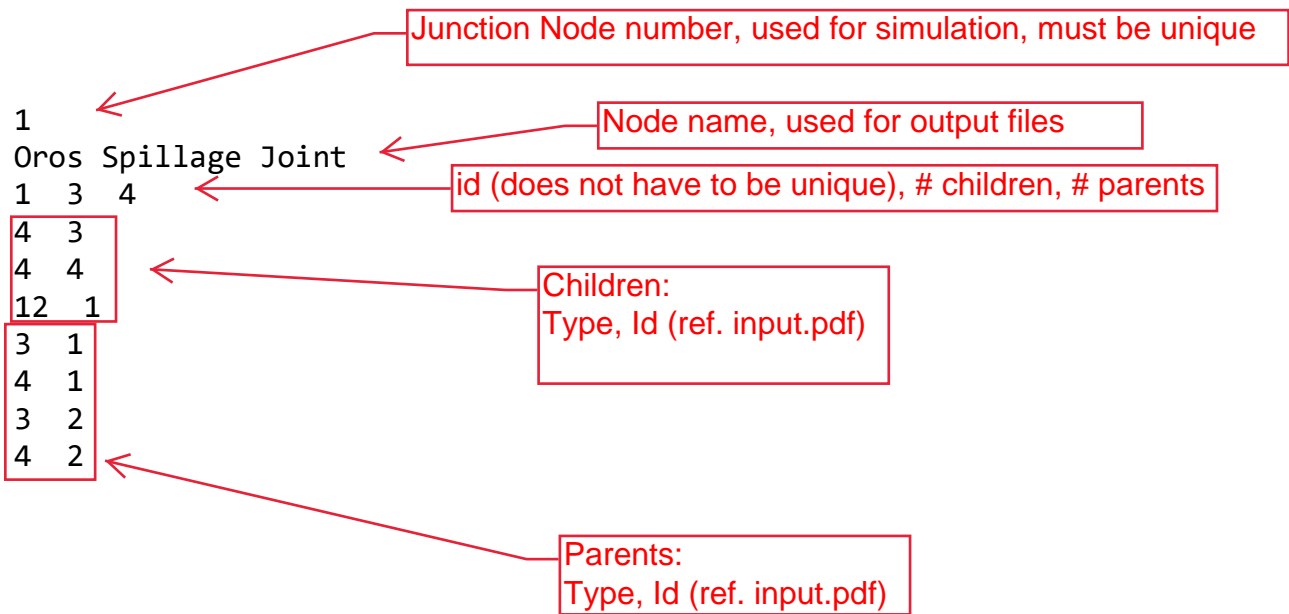 Junction Node number, used for simulation, must be unique
1
Node name, used for output files
Oros Spillage Joint
id (does not have to be unique), # children, # parents
1 3 4
4 3
4 4
12 1
Children:
Type, Id (ref. input.pdf)
3 1
4 1
3 2
4 2
Parents:
Type, Id (ref. input.pdf)